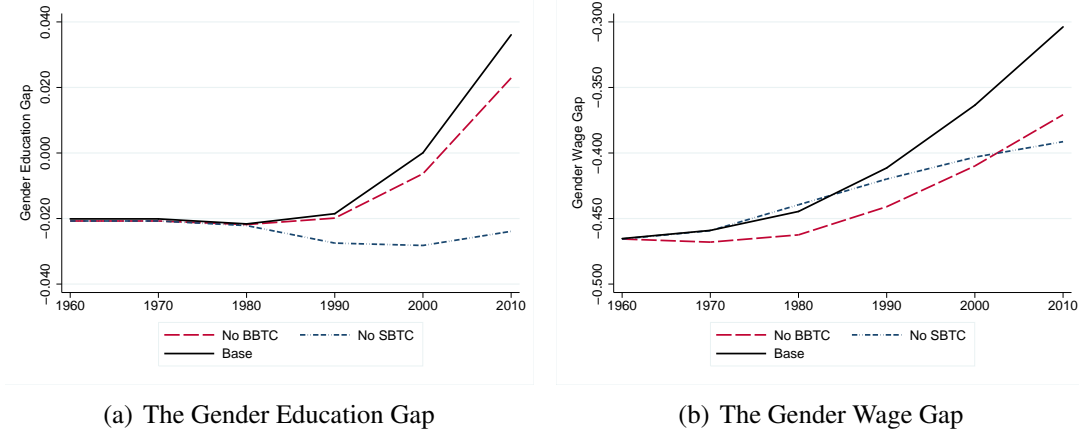 Gender Education Gap
0.040
0.020
0.000
−0.020
−0.040
1960 1970 1980 1990 2000 2010
No BBTC No SBTC
Base
(a) The Gender Education Gap
Gender Wage Gap
−0.300
−0.350
−0.400
−0.450
−0.500
1960 1970 1980 1990 2000 2010
No BBTC No SBTC
Base
(b) The Gender Wage Gap